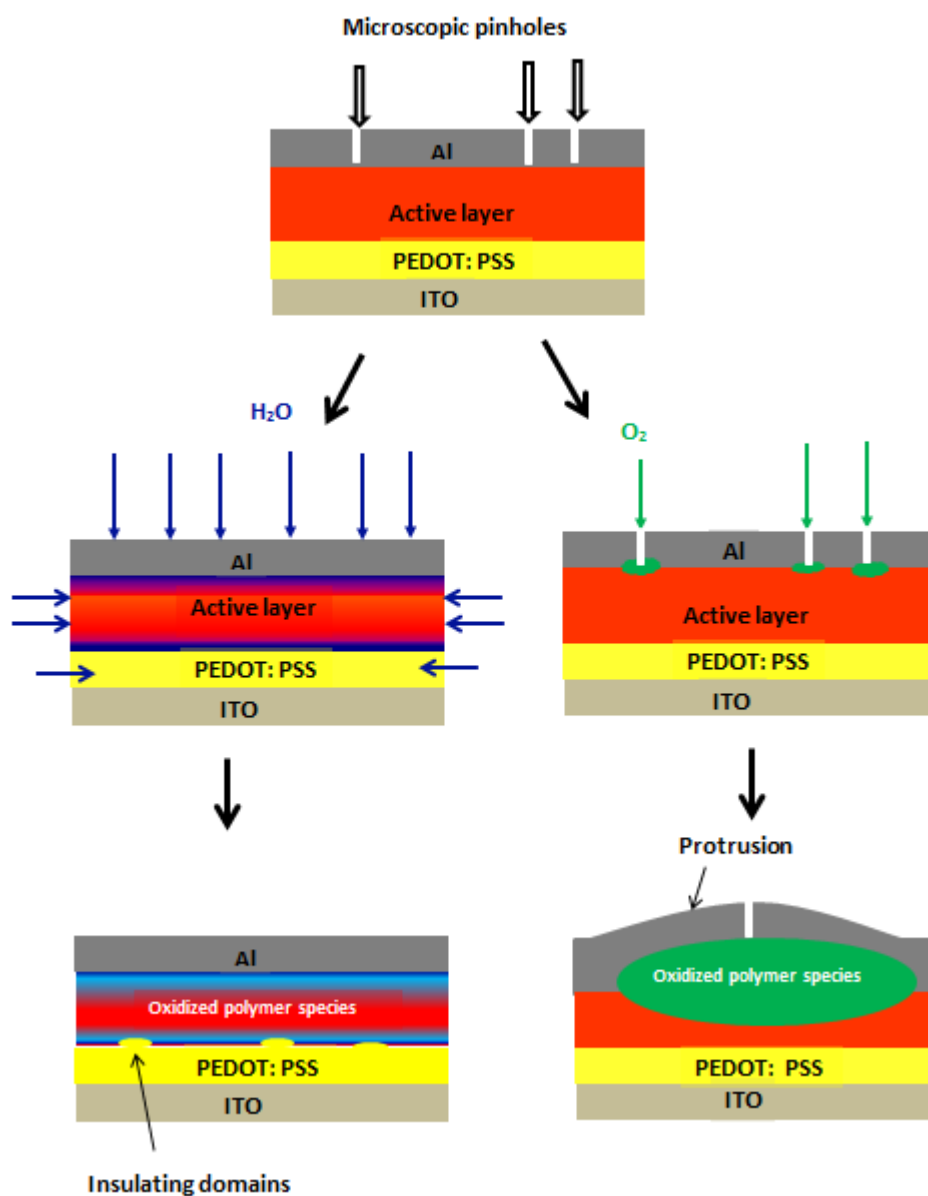 Microscopic pinholes
Al
Active layer
PEDOT: PSS
ITO
H₂O
O₂
Al
Active layer
PEDOT: PSS
ITO
Al
Active layer
PEDOT: PSS
ITO
Protrusion
Al
Oxidized polymer species
PEDOT: PSS
ITO
Insulating domains
Oxidized polymer species
PEDOT: PSS
ITO